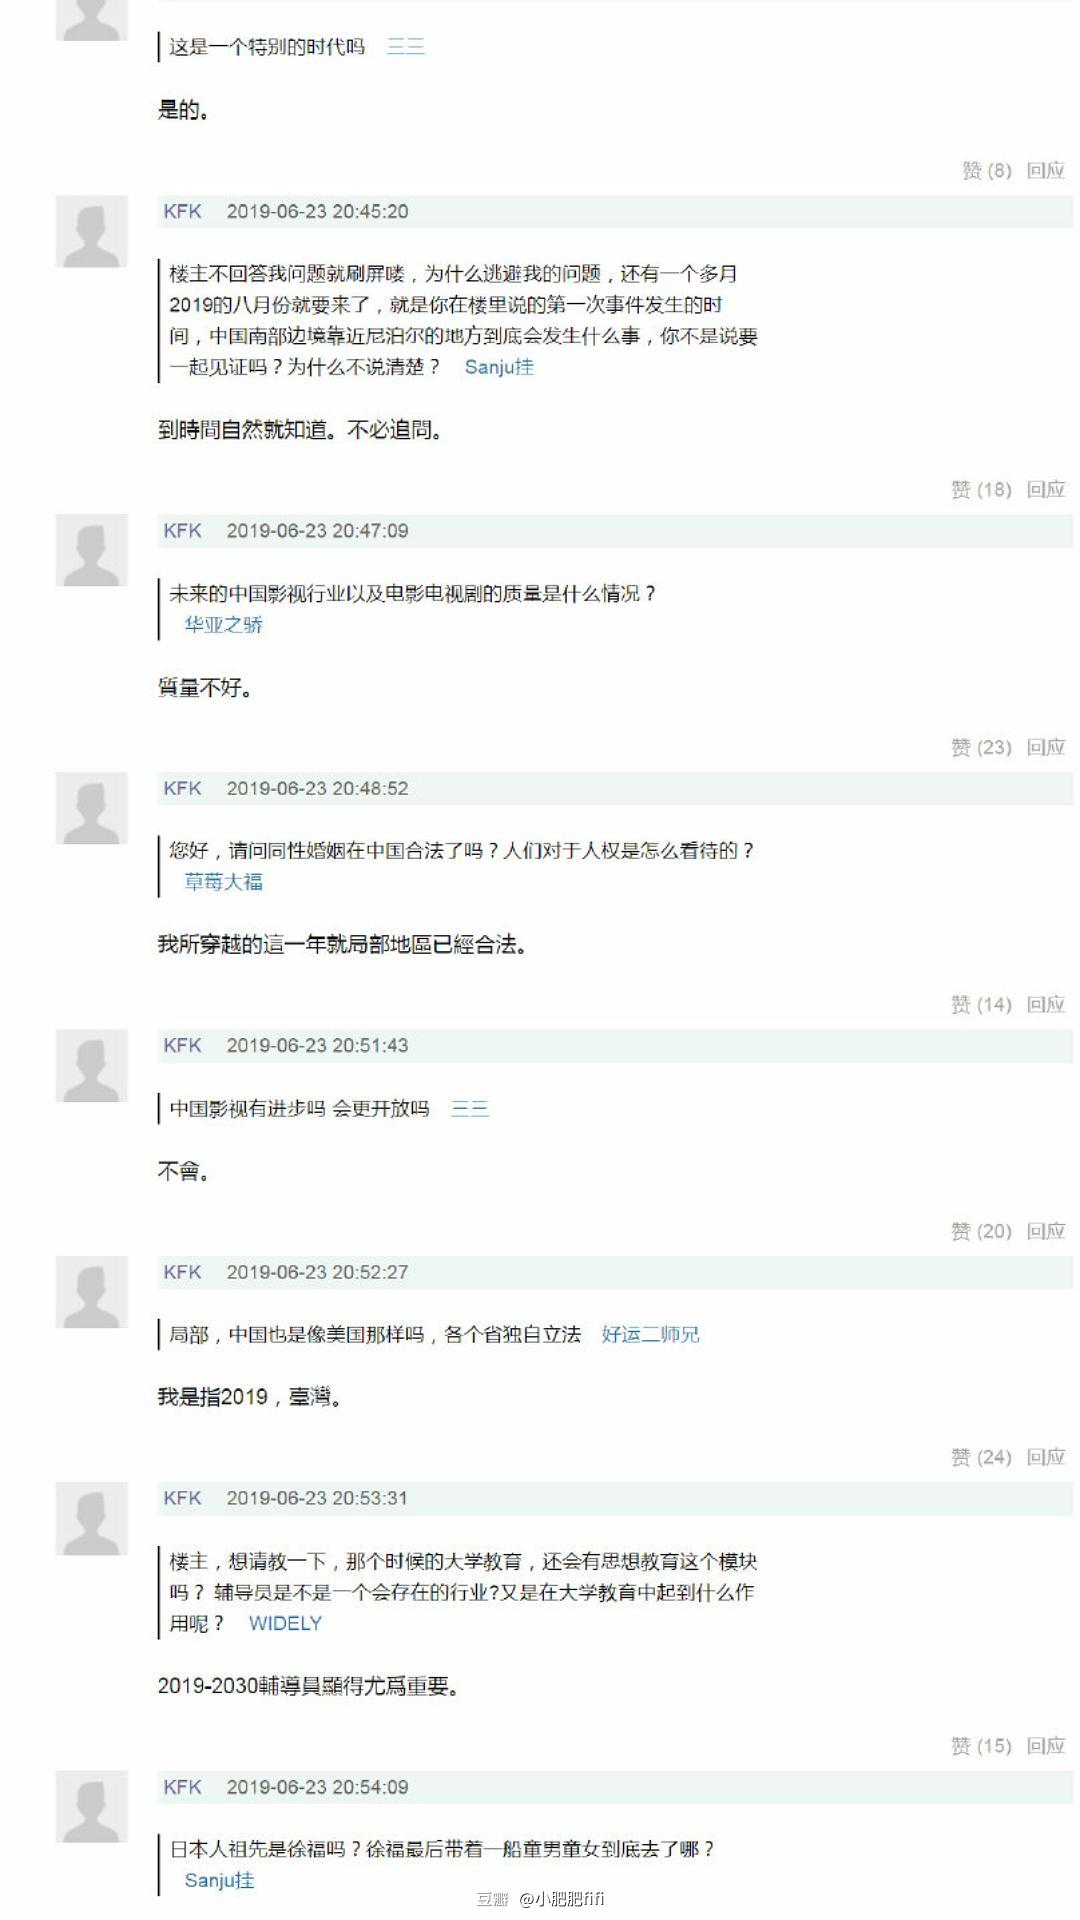 这是一个特别的时代吗 三三
是的。
赞 (8) 回应
KFK 2019-06-23 20:45:20
楼主不回答我问题就刷屏喽，为什么逃避我的问题，还有一个多月
2019的八月份就要来了，就是你在楼里说的第一次事件发生的时
间，中国南部边境靠近尼泊尔的地方到底会发生什么事，你不是说要
一起见证吗？为什么不说清楚？ Sanju挂
到時間自然就知道。不必追問。
赞 (18) 回应
KFK 2019-06-23 20:47:09
未来的中国影视行业以及电影电视剧的质量是什么情况？
华亚之骄
質量不好。
赞 (23) 回应
KFK 2019-06-23 20:48:52
您好，请问同性婚姻在中国合法了吗？人们对于人权是怎么看待的？
草莓大福
我所穿越的這一年就局部地區已經合法。
赞 (14) 回应
KFK 2019-06-23 20:51:43
中国影视有进步吗 会更开放吗 三三
不會。
赞 (20) 回应
KFK 2019-06-23 20:52:27
局部，中国也是像美国那样吗，各个省独自立法 好运二师兄
我是指2019，臺灣。
赞 (24) 回应
KFK 2019-06-23 20:53:31
楼主，想请教一下，那个时候的大学教育，还会有思想教育这个模块
吗？ 辅导员是不是一个会存在的行业?又是在大学教育中起到什么作
用呢？ WIDELY
2019-2030輔導員顯得尤爲重要。
赞 (15) 回应
KFK 2019-06-23 20:54:09
日本人祖先是徐福吗？徐福最后带着一船童男童女到底去了哪？
Sanju挂
豆瓣 @小肥肥fifi